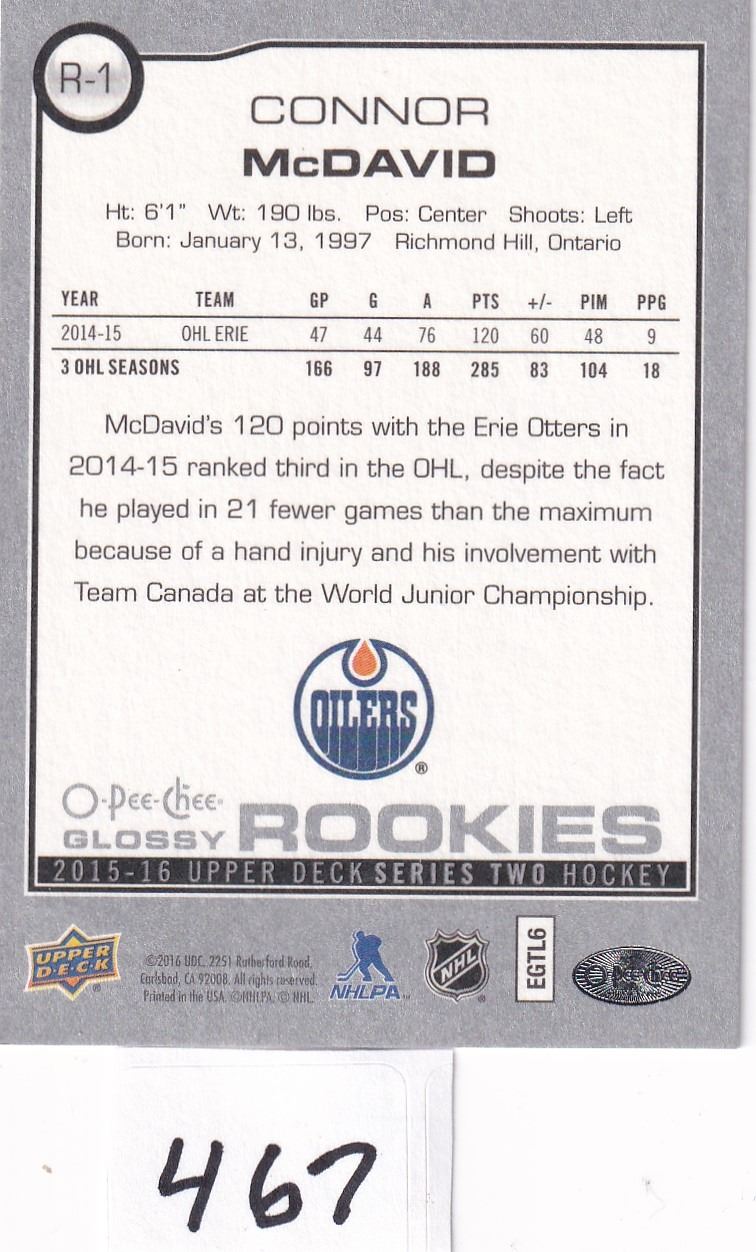 R-1
CONNOR
McDAVID
Ht: 6'1" Wt: 190 lbs. Pos: Center Shoots: Left
Born: January 13, 1997 Richmond Hill, Ontario
YEAR TEAM GP G A PTS +/- PIM PPG
2014-15 OHL ERIE 47 44 76 120 60 48 9
3 OHL SEASONS 166 97 188 285 83 104 18
McDavid's 120 points with the Erie Otters in
2014-15 ranked third in the OHL, despite the fact
he played in 21 fewer games than the maximum
because of a hand injury and his involvement with
Team Canada at the World Junior Championship.
OILERS
®
O-Pee-Chee
GLOSSY ROOKIES
2015-16 UPPER DECK SERIES TWO HOCKEY
UPPER
D·E·C·K
©2016 UDC. 2251 Rutherford Road,
Carlsbad, CA 92008. All rights reserved.
Printed in the USA. ©NHLPA. © NHL.
NHLPA™
NHL
EGTL6
O-Pee-Chee
467